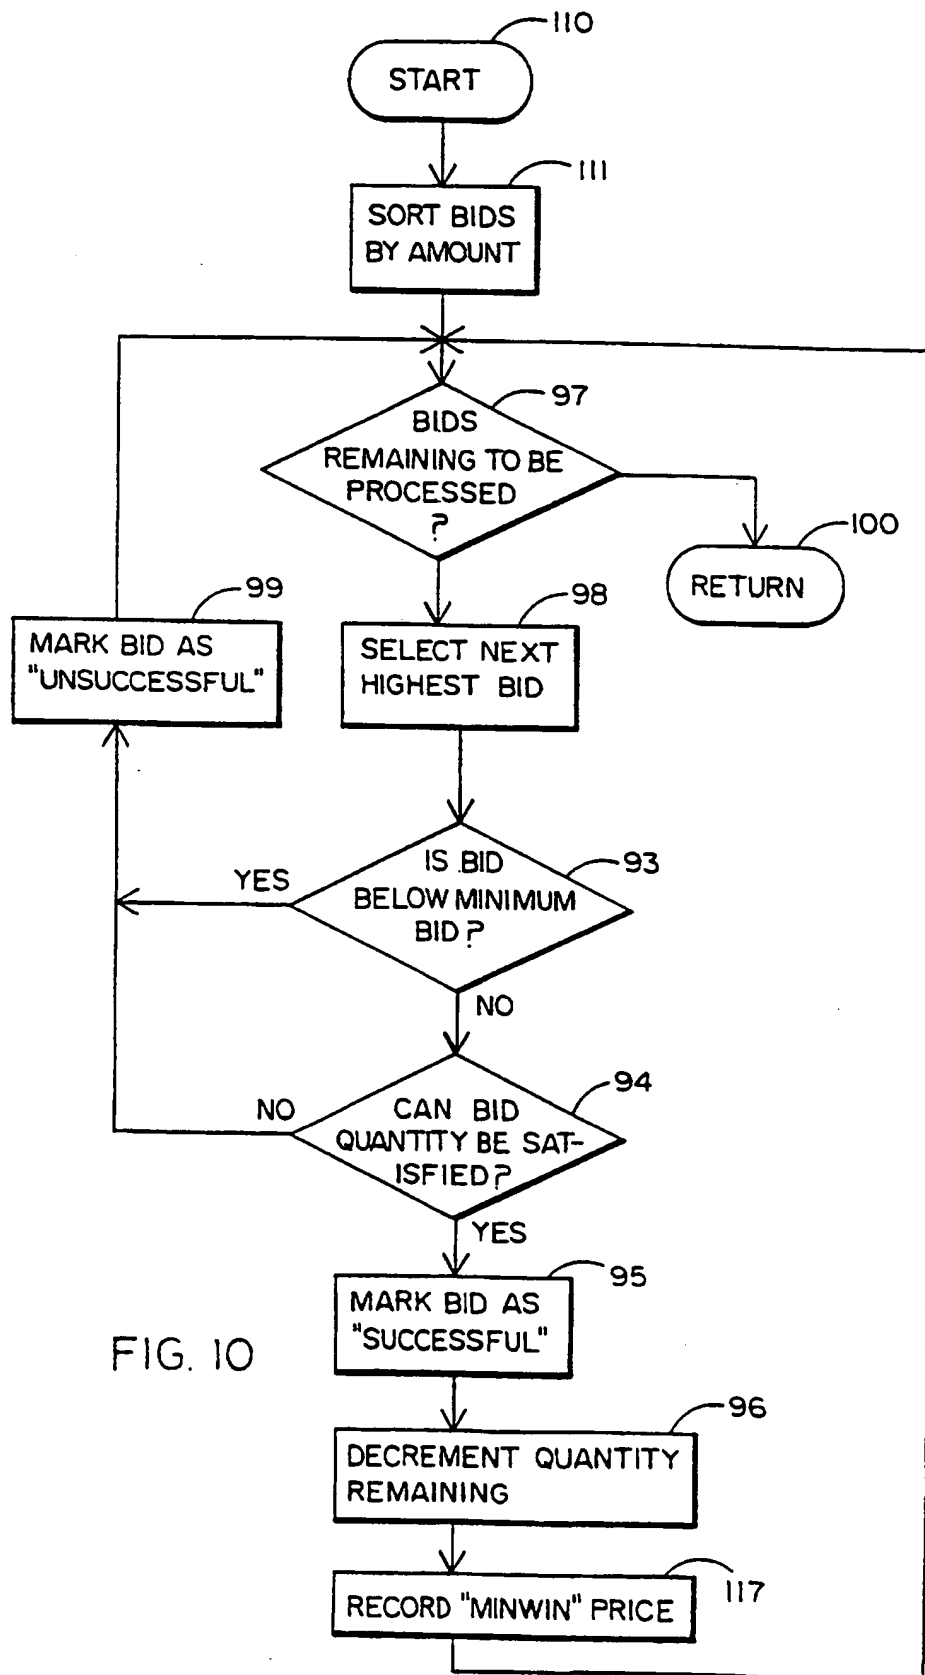 110
START
111
SORT BIDS
BY AMOUNT
97
BIDS
REMAINING TO BE
PROCESSED
?
100
RETURN
99
MARK BID AS
"UNSUCCESSFUL"
98
SELECT NEXT
HIGHEST BID
93
IS BID
BELOW MINIMUM
BID?
YES
NO
94
CAN BID
QUANTITY BE SAT-
ISFIED?
NO
YES
95
MARK BID AS
"SUCCESSFUL"
FIG. 10
96
DECREMENT QUANTITY
REMAINING
117
RECORD "MINWIN" PRICE